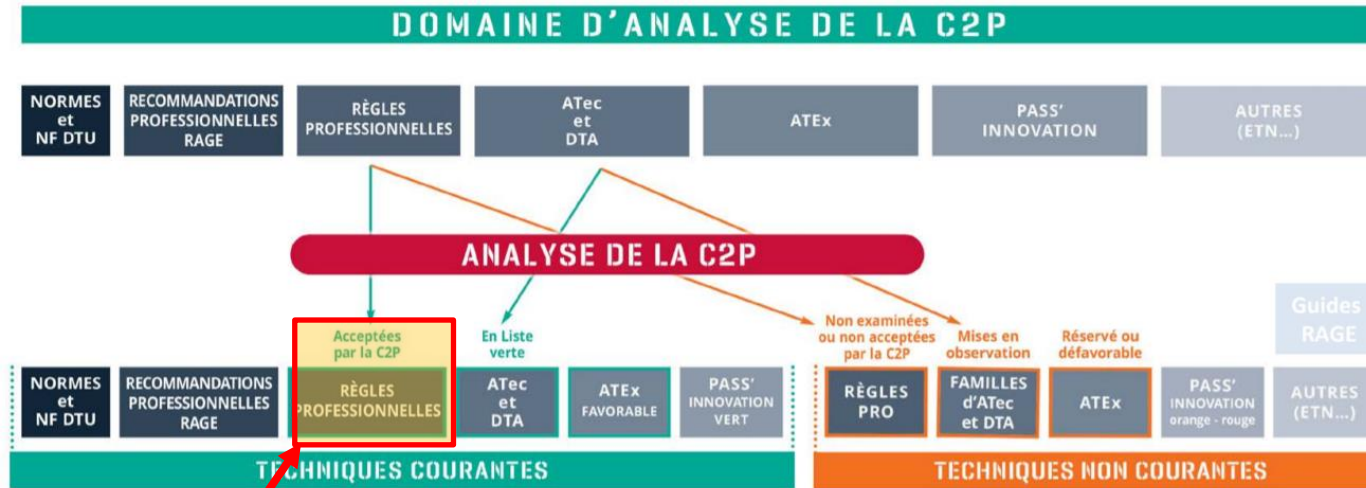 DOMAINE D'ANALYSE DE LA C2P
NORMES
et
NF DTU
RECOMMANDATIONS
PROFESSIONNELLES
RAGE
RÈGLES
PROFESSIONNELLES
ATec
et
DTA
ATEx
PASS'
INNOVATION
AUTRES
(ETN...)
ANALYSE DE LA C2P
Acceptées
par la C2P
En Liste
verte
Non examinées
ou non acceptées
par la C2P
Mises en
observation
Réservé ou
défavorable
Guides
RAGE
NORMES
et
NF DTU
RECOMMANDATIONS
PROFESSIONNELLES
RAGE
RÈGLES
PROFESSIONNELLES
ATec
et
DTA
ATEx
FAVORABLE
PASS'
INNOVATION
VERT
RÈGLES
PRO
FAMILLES
d'ATec
et DTA
ATEx
PASS'
INNOVATION
orange - rouge
AUTRES
(ETN...)
TECHNIQUES COURANTES
TECHNIQUES NON COURANTES